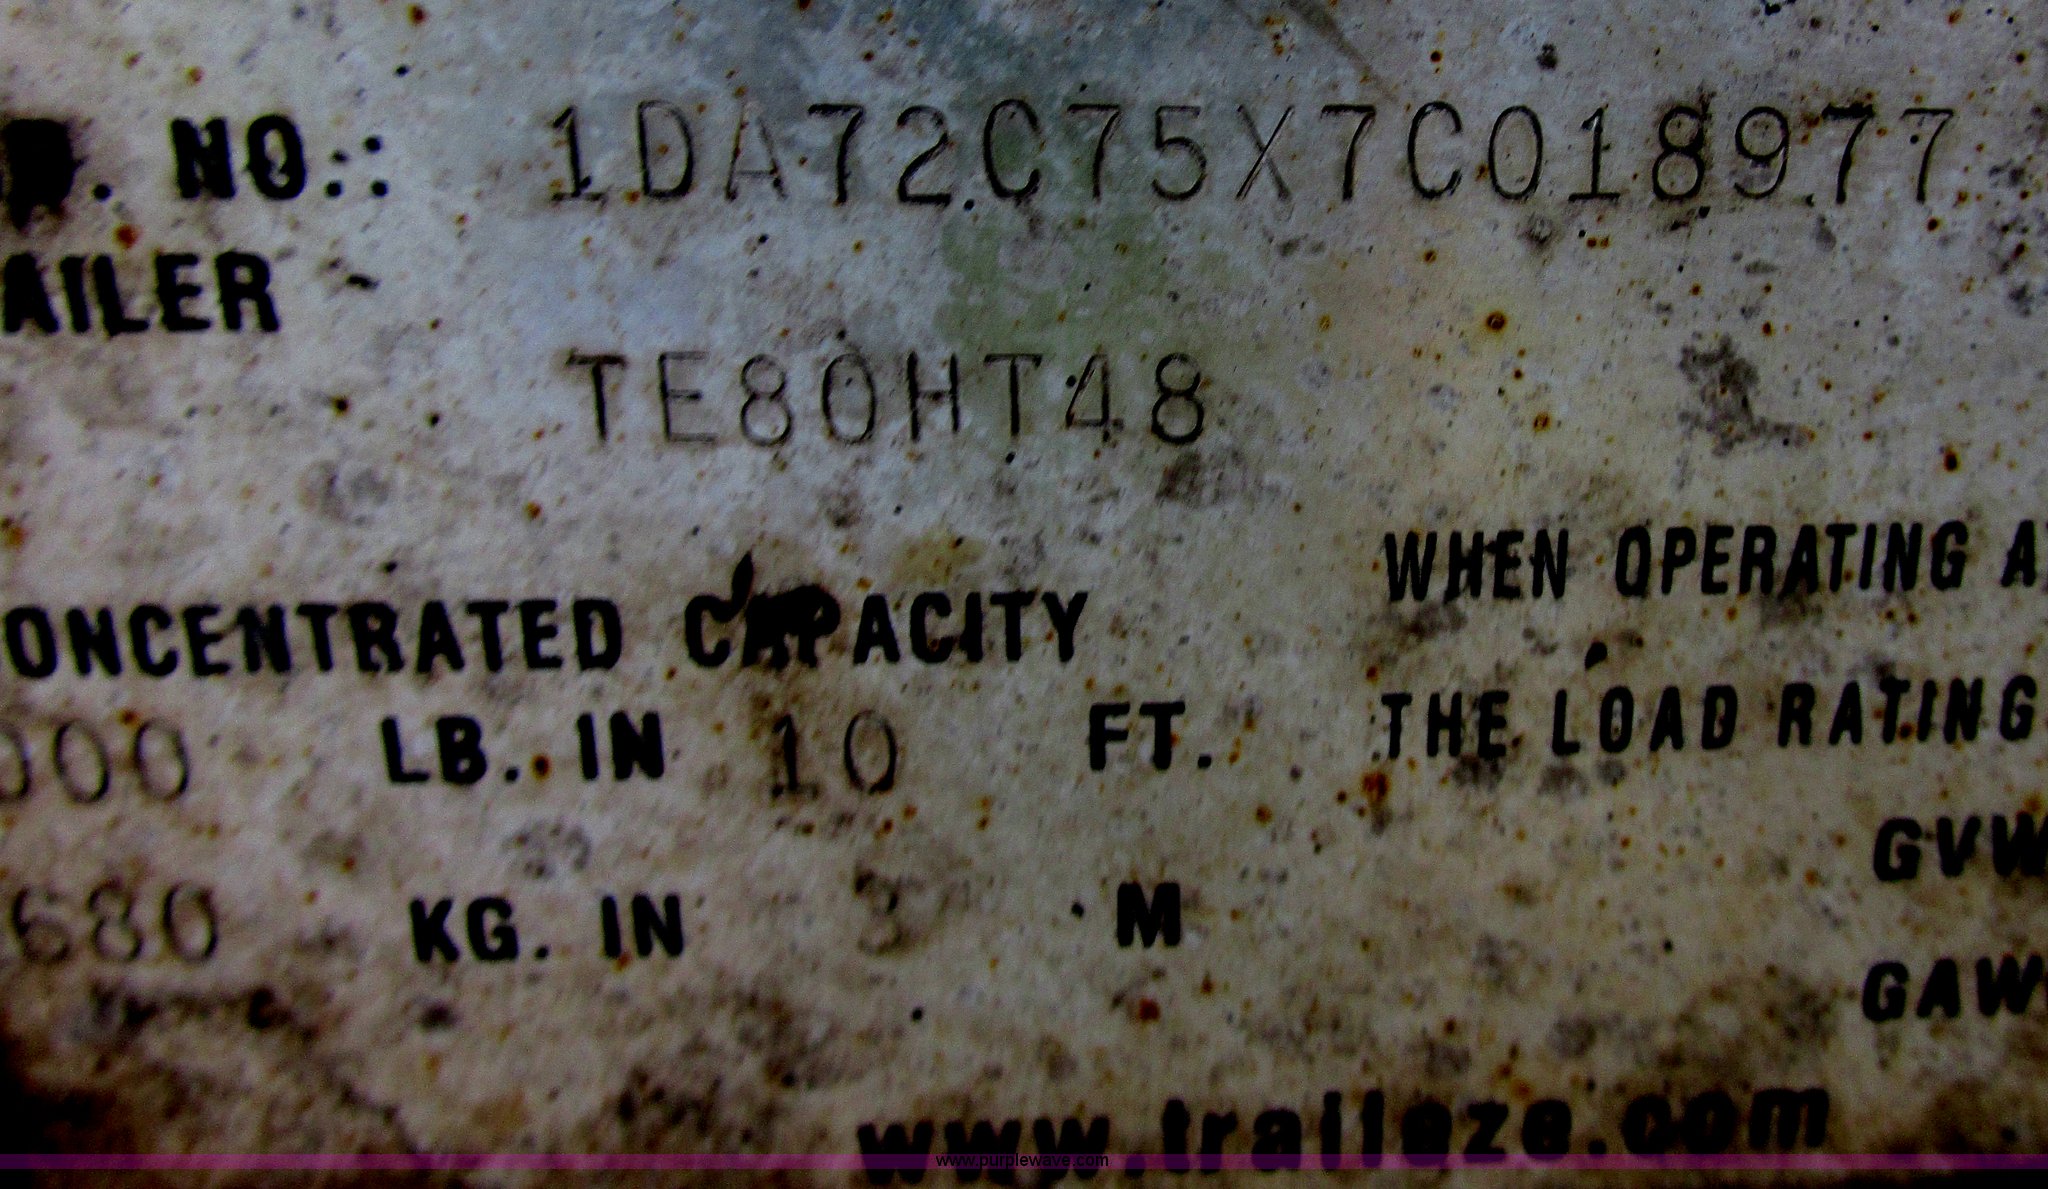 . NO.:  1DA72C75X7C018977
AILER
TE80HT48
WHEN OPERATING A
ONCENTRATED CAPACITY
THE LOAD RATING
000 LB. IN 10 FT.
GVW
680 KG. IN 3 M
GAW
www.traileze.com
www.purplewave.com